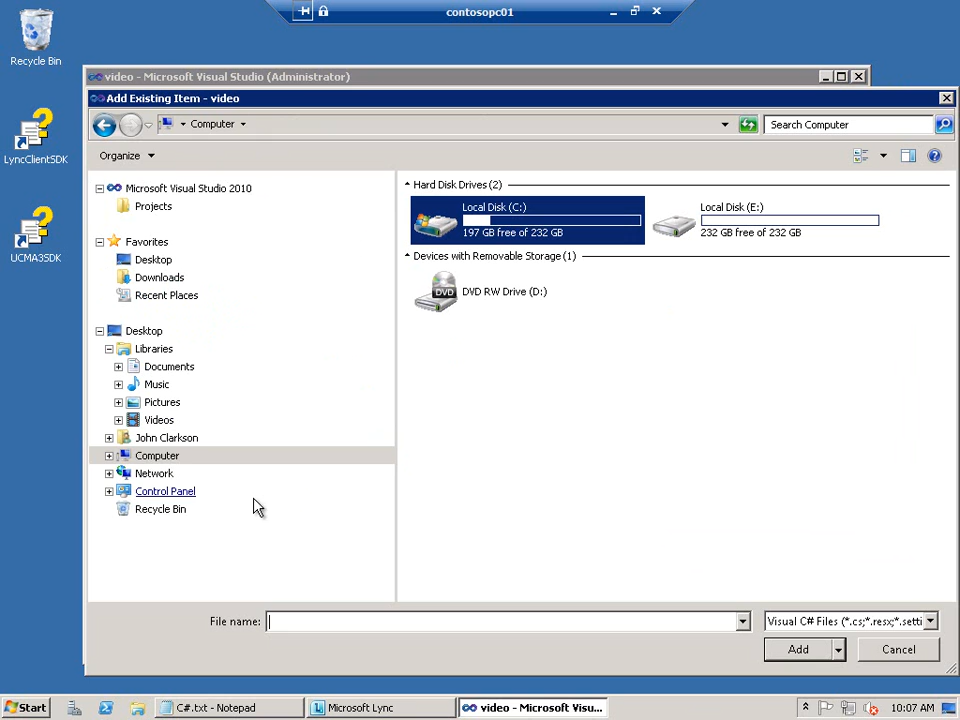 contosopc01
Recycle Bin
LyncClientSDK
UCMA3SDK
video - Microsoft Visual Studio (Administrator)
Add Existing Item - video
Computer
Search Computer
Organize
Microsoft Visual Studio 2010
Projects
Favorites
Desktop
Downloads
Recent Places
Desktop
Libraries
Documents
Music
Pictures
Videos
John Clarkson
Computer
Network
Control Panel
Recycle Bin
Hard Disk Drives (2)
Local Disk (C:)
197 GB free of 232 GB
Local Disk (E:)
232 GB free of 232 GB
Devices with Removable Storage (1)
DVD
DVD RW Drive (D:)
File name:
Visual C# Files (*.cs;*.resx;*.setti
Add
Cancel
Start
C#.txt - Notepad
Microsoft Lync
video - Microsoft Visu...
10:07 AM